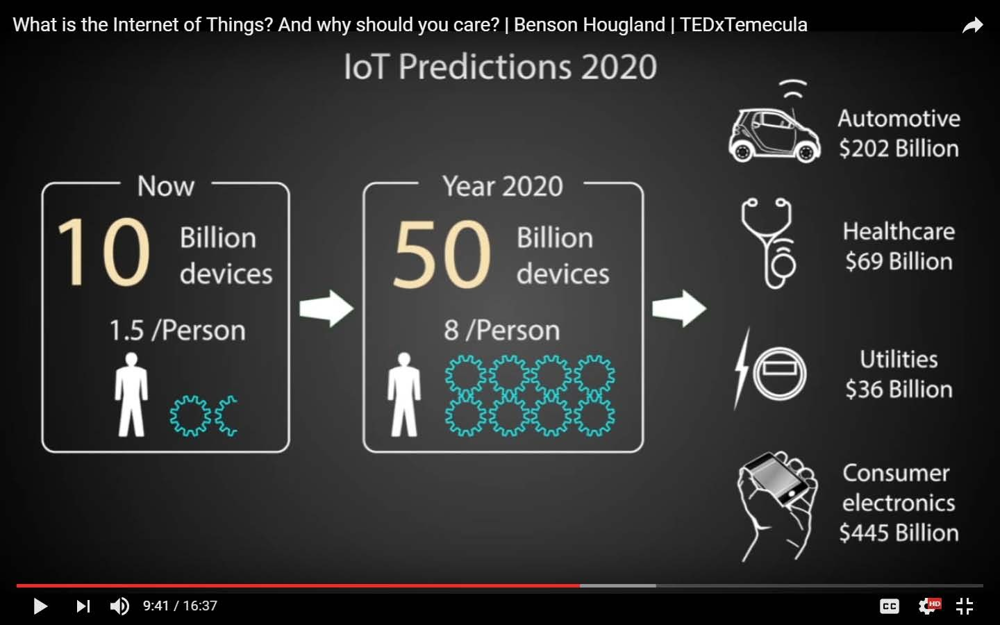 What is the Internet of Things? And why should you care? | Benson Hougland | TEDxTemecula
IoT Predictions 2020
Now
10
Billion
devices
1.5 /Person
Year 2020
50
Billion
devices
8 /Person
Automotive
$202 Billion
Healthcare
$69 Billion
Utilities
$36 Billion
Consumer
electronics
$445 Billion
9:41 / 16:37
CC
HD